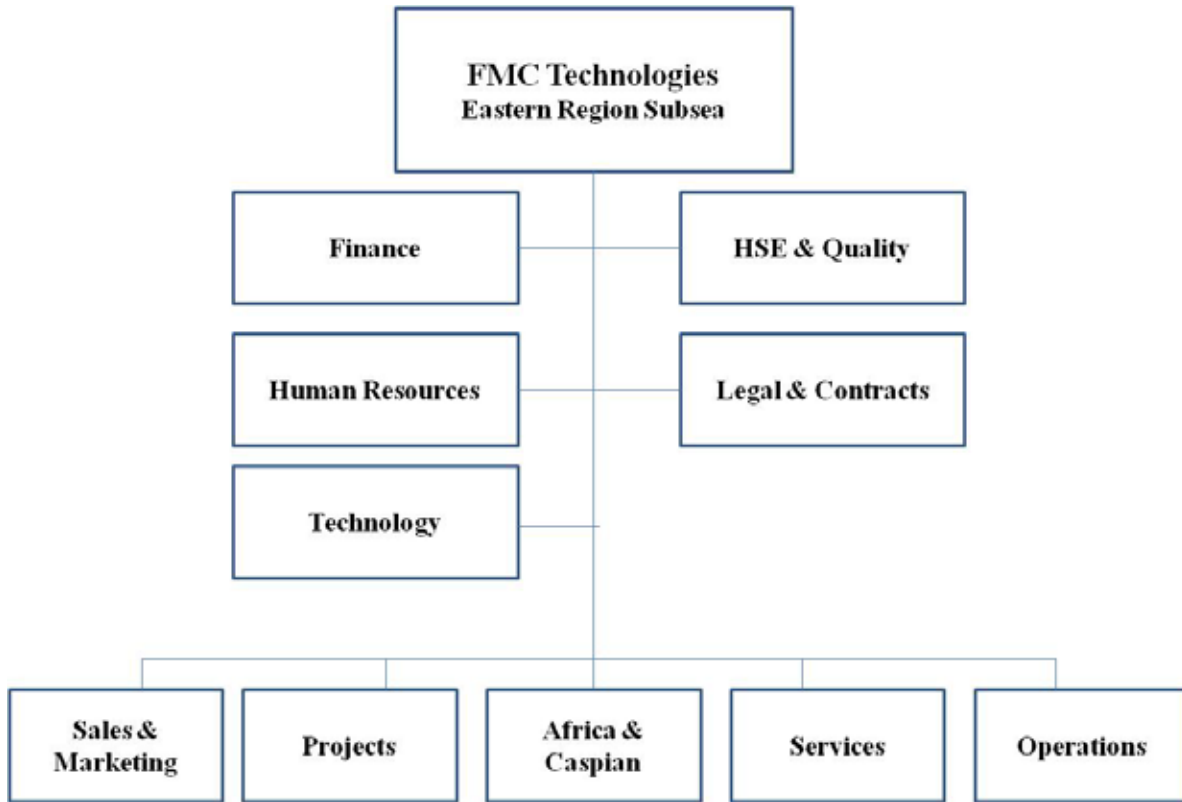 FMC Technologies
Eastern Region Subsea
Finance
HSE & Quality
Human Resources
Legal & Contracts
Technology
Sales &
Marketing
Projects
Africa &
Caspian
Services
Operations